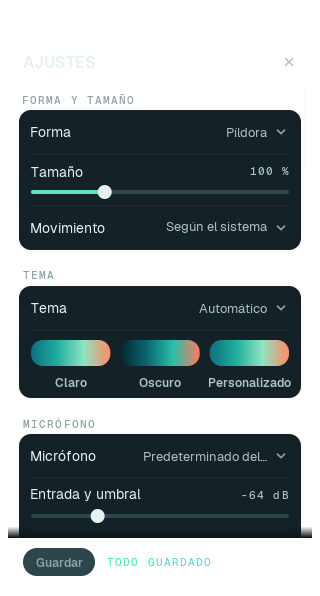 AJUSTES ×
FORMA Y TAMAÑO
Forma Píldora
Tamaño 100 %
Movimiento Según el sistema
TEMA
Tema Automático
Claro Oscuro Personalizado
MICRÓFONO
Micrófono Predeterminado del…
Entrada y umbral -64 dB
Guardar TODO GUARDADO